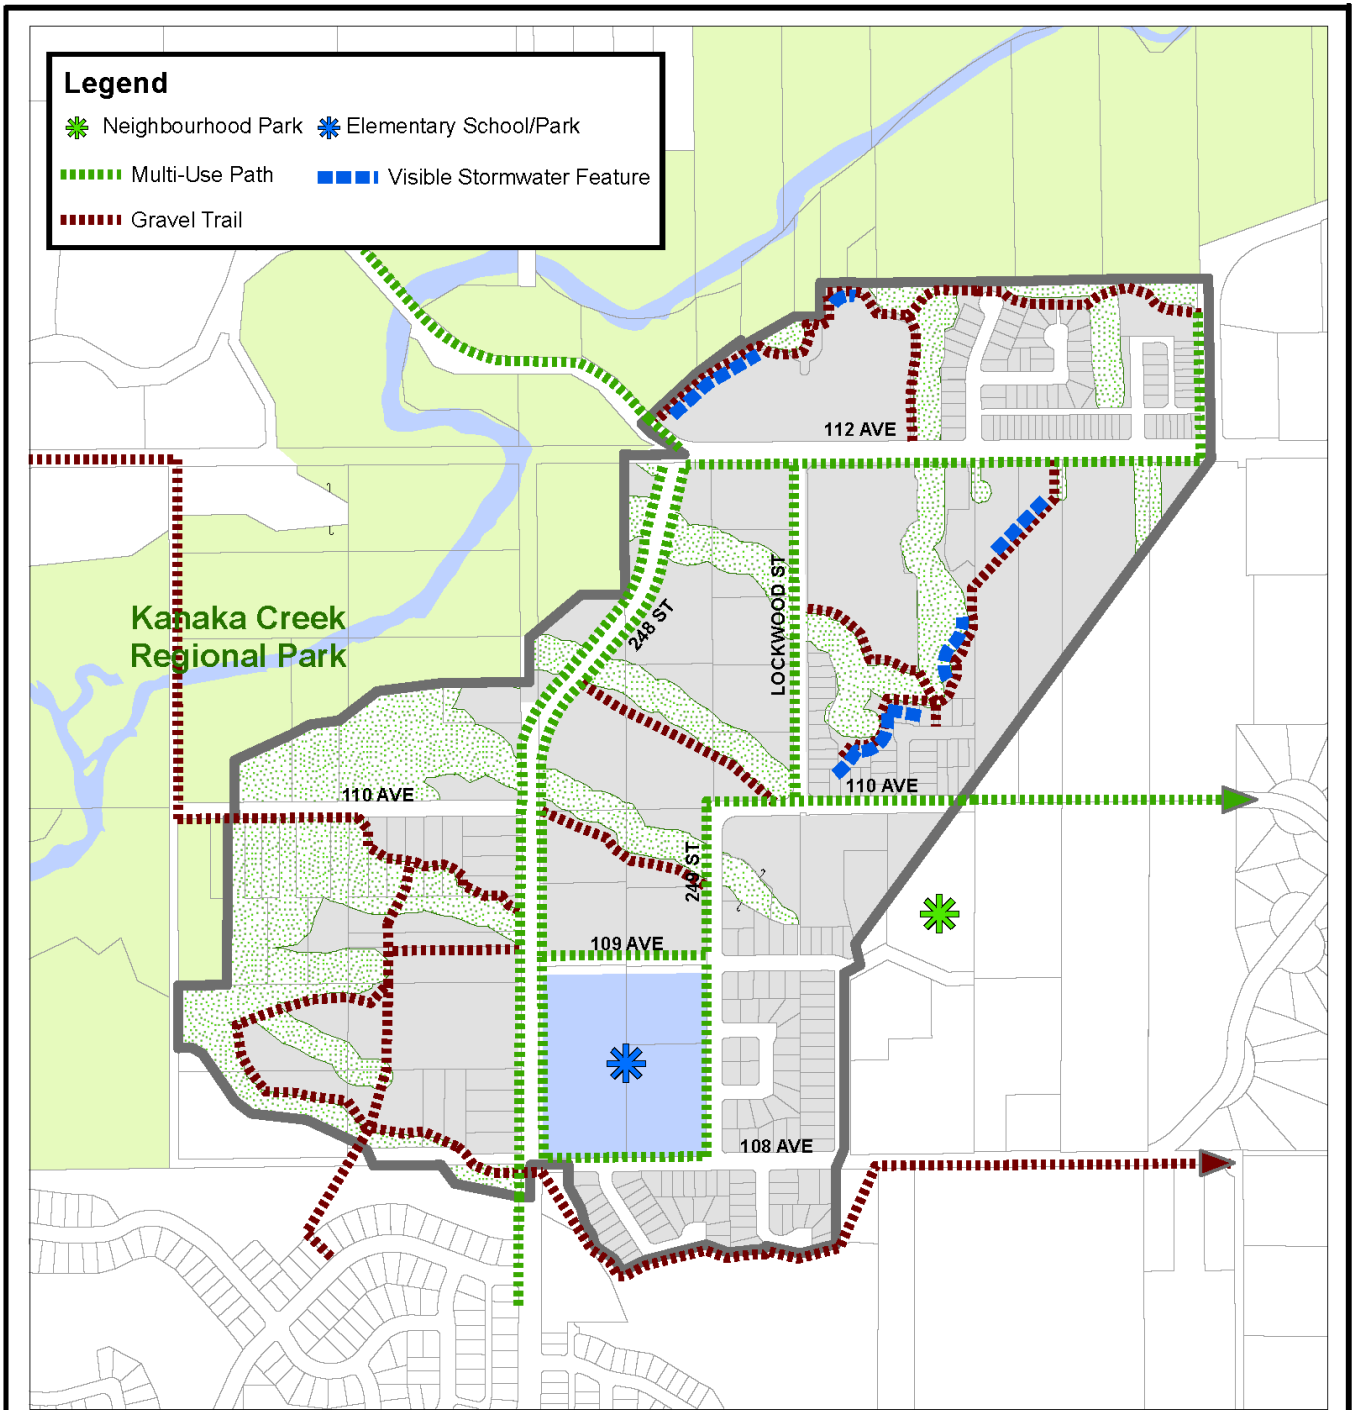 Legend
Neighbourhood Park
Elementary School/Park
Multi-Use Path
Visible Stormwater Feature
Gravel Trail
112 AVE
Kanaka Creek
Regional Park
248 ST
LOCKWOOD ST
110 AVE
110 AVE
249 ST
109 AVE
108 AVE